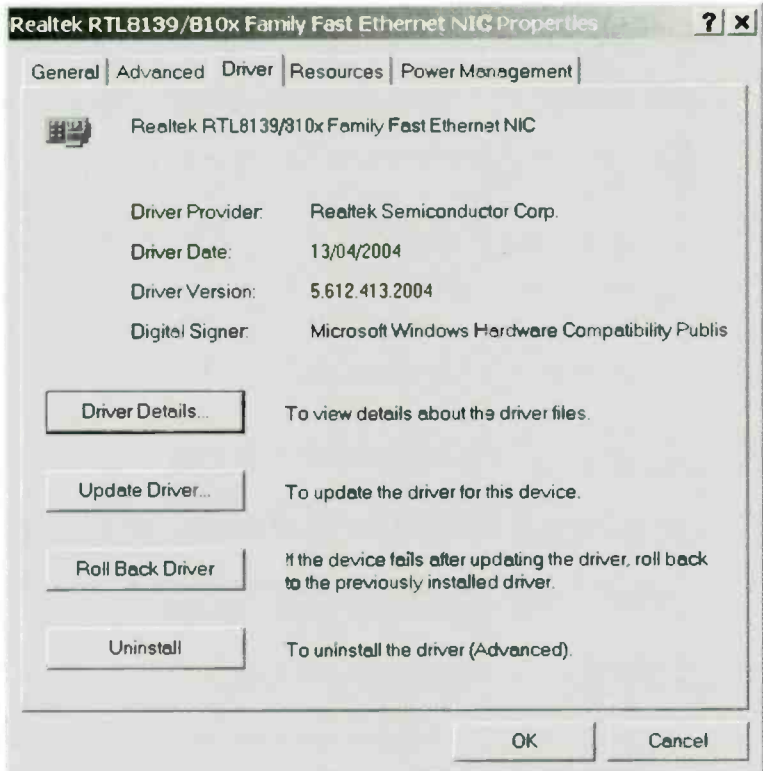 Realtek RTL8139/810x Family Fast Ethernet NIC Properties ? x
General Advanced Driver Resources Power Management
Realtek RTL8139/810x Family Fast Ethernet NIC
Driver Provider: Realtek Semiconductor Corp.
Driver Date: 13/04/2004
Driver Version: 5.612.413.2004
Digital Signer: Microsoft Windows Hardware Compatibility Publis
Driver Details... To view details about the driver files.
Update Driver... To update the driver for this device.
Roll Back Driver If the device fails after updating the driver, roll back
to the previously installed driver.
Uninstall To uninstall the driver (Advanced).
OK Cancel